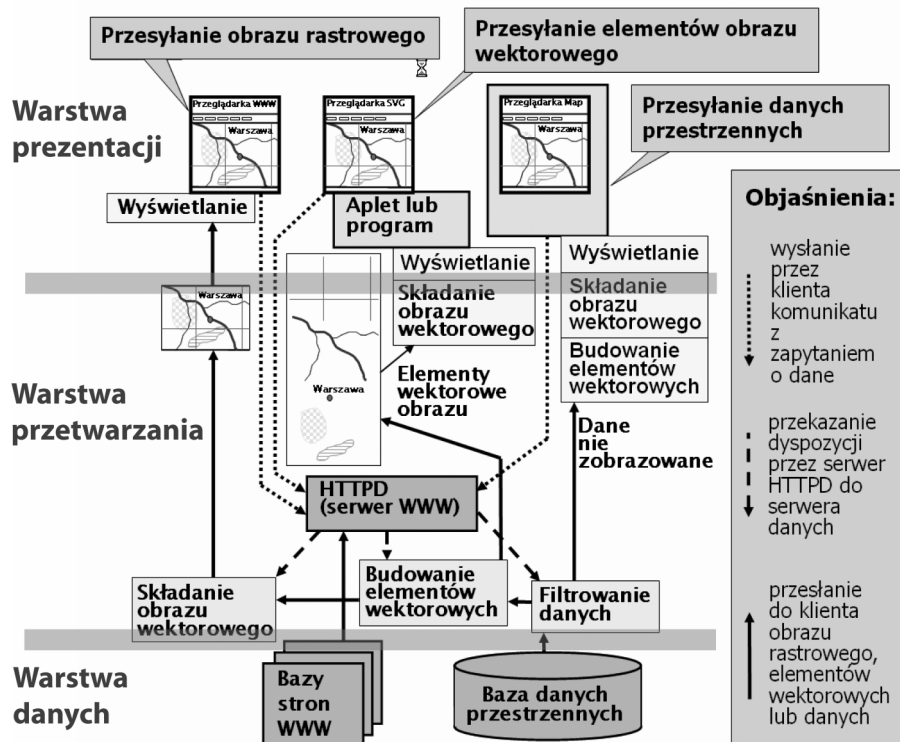 Przesyłanie obrazu rastrowego
Przesyłanie elementów obrazu
wektorowego
Warstwa
prezentacji
Przeglądarka WWW
Warszawa
Przeglądarka SVG
Warszawa
Przeglądarka Map
Warszawa
Przesyłanie danych
przestrzennych
Wyświetlanie
Aplet lub
program
Wyświetlanie
Składanie
obrazu
wektorowego
Wyświetlanie
Składanie
obrazu
wektorowego
Budowanie
elementów
wektorowych
Warszawa
Warszawa
Elementy
wektorowe
obrazu
Warstwa
przetwarzania
Dane
nie
zobrazowane
HTTPD
(serwer WWW)
Składanie
obrazu
wektorowego
Budowanie
elementów
wektorowych
Filtrowanie
danych
Warstwa
danych
Bazy
stron
WWW
Baza danych
przestrzennych
Objaśnienia:
wysłanie
przez
klienta
komunikatu
z
zapytaniem
o dane
przekazanie
dyspozycji
przez serwer
HTTPD do
serwera
danych
przesłanie
do klienta
obrazu
rastrowego,
elementów
wektorowych
lub danych